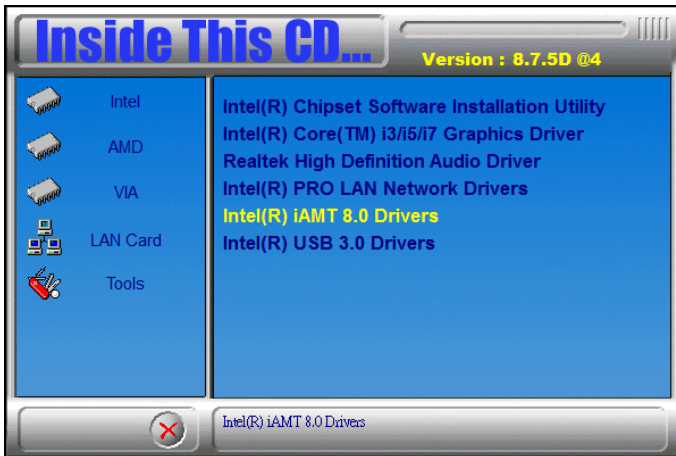 Inside This CD...
Version : 8.7.5D @4
Intel
AMD
VIA
LAN Card
Tools
Intel(R) Chipset Software Installation Utility
Intel(R) Core(TM) i3/i5/i7 Graphics Driver
Realtek High Definition Audio Driver
Intel(R) PRO LAN Network Drivers
Intel(R) iAMT 8.0 Drivers
Intel(R) USB 3.0 Drivers
Intel(R) iAMT 8.0 Drivers